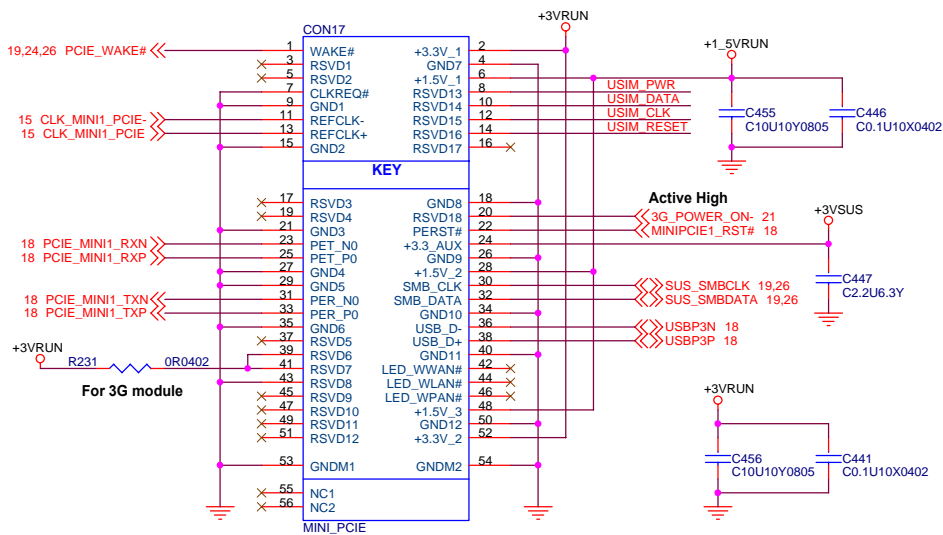 CON17
+3VRUN
19,24,26 PCIE_WAKE# 1 WAKE# +3.3V_1 2
3 RSVD1 GND7 4
5 RSVD2 +1.5V_1 6
7 CLKREQ# RSVD13 8 USIM_PWR
9 GND1 RSVD14 10 USIM_DATA
15 CLK_MINI1_PCIE- 11 REFCLK- RSVD15 12 USIM_CLK
15 CLK_MINI1_PCIE 13 REFCLK+ RSVD16 14 USIM_RESET
15 GND2 RSVD17 16
KEY
+1_5VRUN
C455
C10U10Y0805
C446
C0.1U10X0402
17 RSVD3 GND8 18
Active High
19 RSVD4 RSVD18 20 3G_POWER_ON- 21
21 GND3 PERST# 22 MINIPCIE1_RST# 18
18 PCIE_MINI1_RXN 23 PET_N0 +3.3_AUX 24
18 PCIE_MINI1_RXP 25 PET_P0 GND9 26
27 GND4 +1.5V_2 28
29 GND5 SMB_CLK 30 SUS_SMBCLK 19,26
18 PCIE_MINI1_TXN 31 PER_N0 SMB_DATA 32 SUS_SMBDATA 19,26
18 PCIE_MINI1_TXP 33 PER_P0 GND10 34
35 GND6 USB_D- 36 USBP3N 18
37 RSVD5 USB_D+ 38 USBP3P 18
39 RSVD6 GND11 40
41 RSVD7 LED_WWAN# 42
43 RSVD8 LED_WLAN# 44
45 RSVD9 LED_WPAN# 46
47 RSVD10 +1.5V_3 48
49 RSVD11 GND12 50
51 RSVD12 +3.3V_2 52
53 GNDM1 GNDM2 54
55 NC1
56 NC2
MINI_PCIE
+3VRUN
R231 0R0402
For 3G module
+3VSUS
C447
C2.2U6.3Y
+3VRUN
C456
C10U10Y0805
C441
C0.1U10X0402